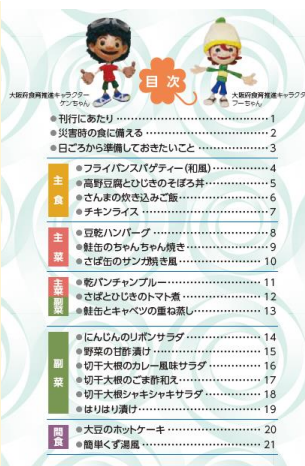 大阪府食育推進キャラクター
ケンちゃん
目次
大阪府食育推進キャラクター
フーちゃん
●刊行にあたり ……… 1
●災害時の食に備える ……… 2
●日ごろから準備しておきたいこと ……… 3
主食
●フライパンスパゲティー(和風) ……… 4
●高野豆腐とひじきのそぼろ丼 ……… 5
●さんまの炊き込みご飯 ……… 6
●チキンライス ……… 7
主菜
●豆乾ハンバーグ ……… 8
●鮭缶のちゃんちゃん焼き ……… 9
●さば缶のサンガ焼き風 ……… 10
主菜副菜
●乾パンチャンプルー ……… 11
●さばとひじきのトマト煮 ……… 12
●鮭缶とキャベツの重ね蒸し ……… 13
副菜
●にんじんのリボンサラダ ……… 14
●野菜の甘酢漬け ……… 15
●切干大根のカレー風味サラダ ……… 16
●切干大根のごま酢和え ……… 17
●切干大根シャキシャキサラダ ……… 18
●はりはり漬け ……… 19
間食
●大豆のホットケーキ ……… 20
●簡単くず湯風 ……… 21